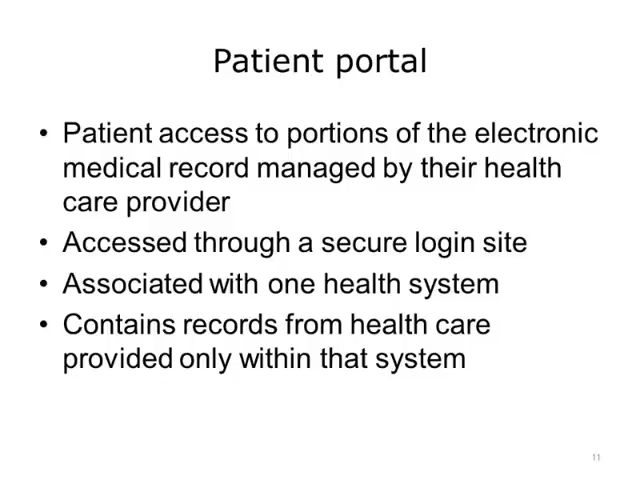 Patient portal
• Patient access to portions of the electronic
medical record managed by their health
care provider
• Accessed through a secure login site
• Associated with one health system
• Contains records from health care
provided only within that system
11